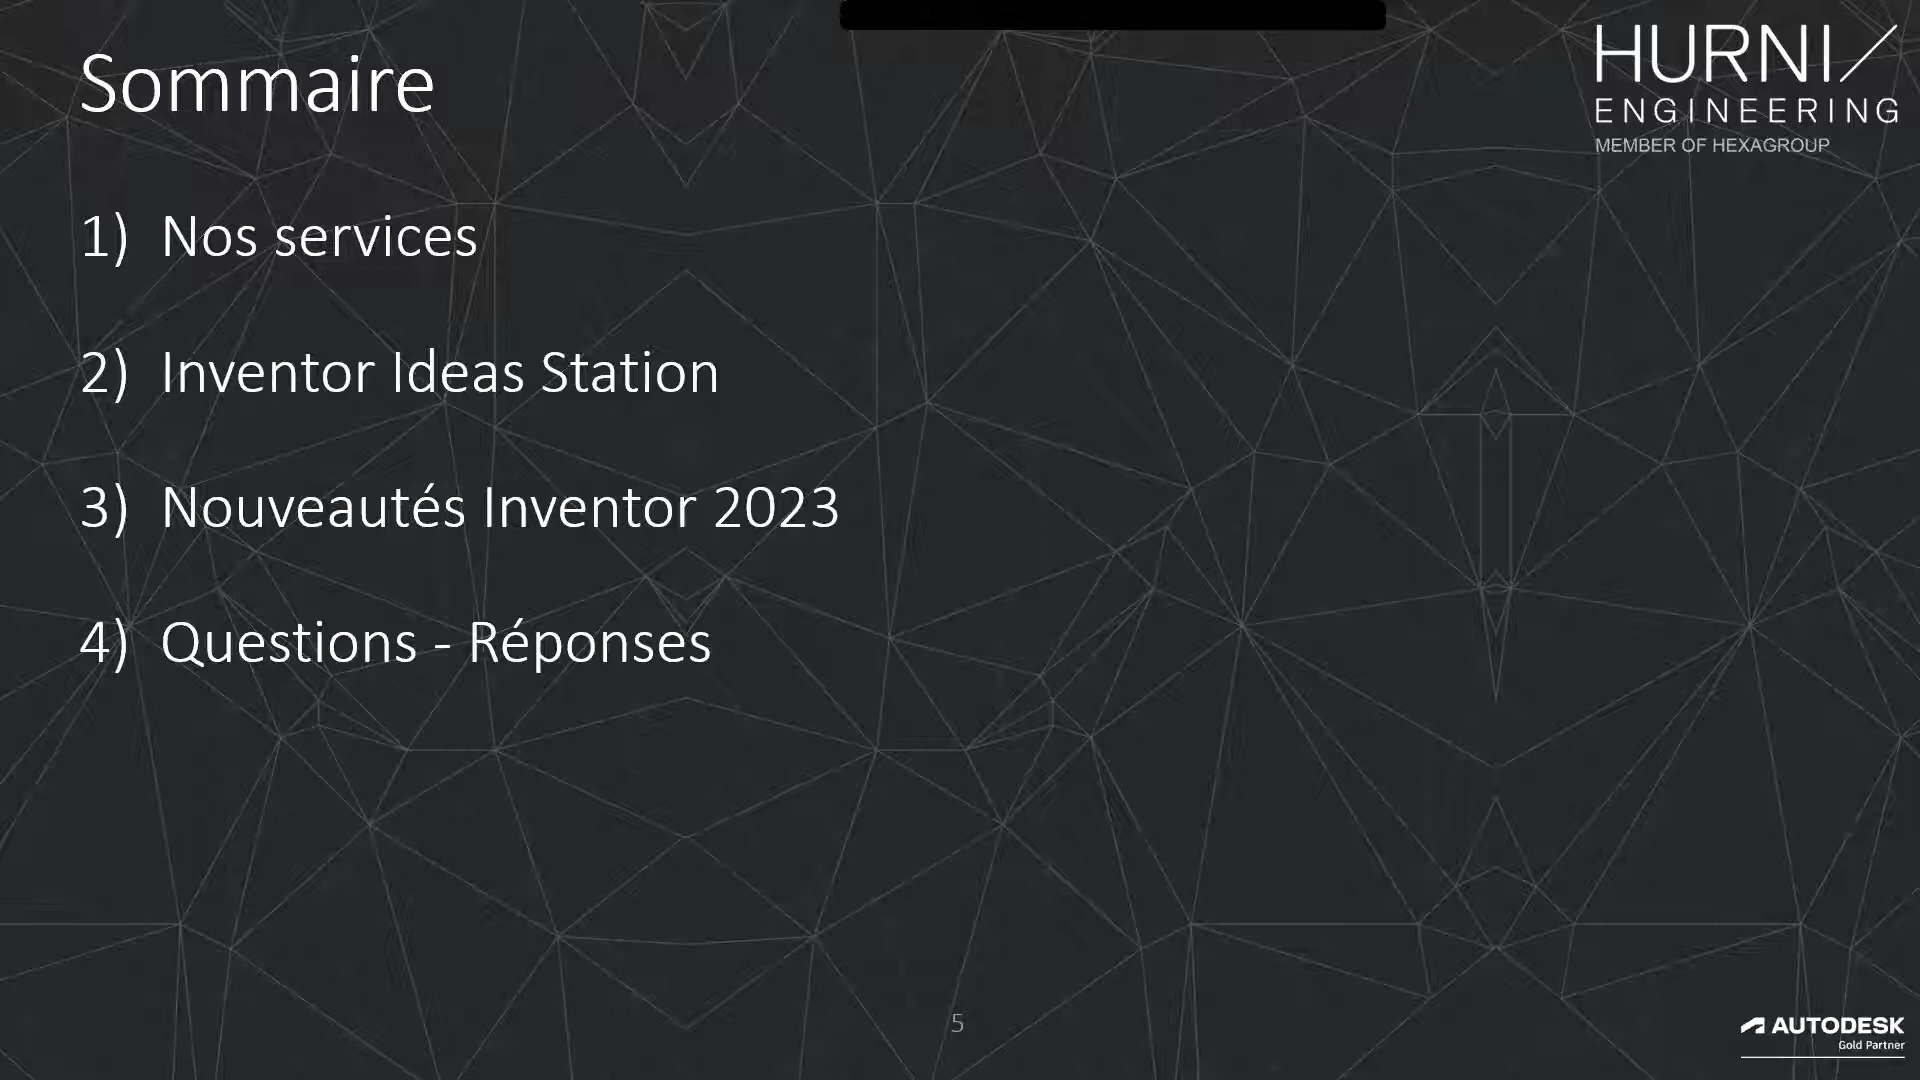 Sommaire
HURNI
ENGINEERING
MEMBER OF HEXAGROUP
1) Nos services
2) Inventor Ideas Station
3) Nouveautés Inventor 2023
4) Questions - Réponses
5
AUTODESK
Gold Partner